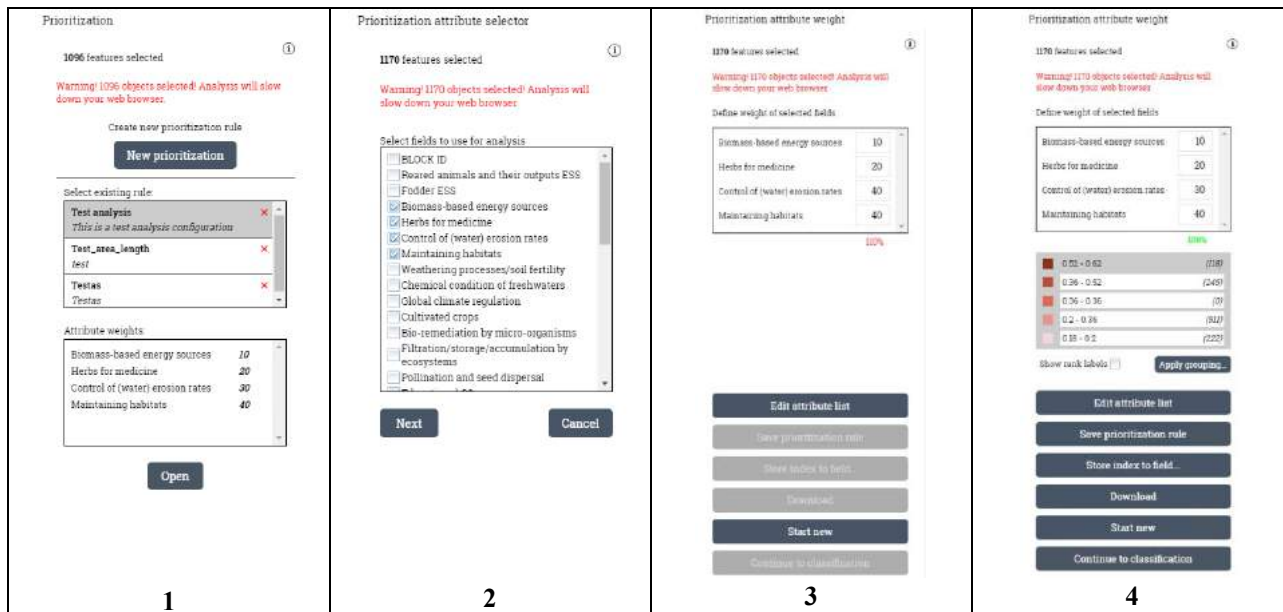 Prioritization
1096 features selected
Warning! 1096 objects selected! Analysis will slow
down your web browser.
Create new prioritization rule
New prioritization
Select existing rule:
Test analysis
This is a test analysis configuration
Test_area_length
test
Testas
Testas
Attribute weights:
Biomass-based energy sources 10
Herbs for medicine 20
Control of (water) erosion rates 30
Maintaining habitats 40
Open
1
Prioritization attribute selector
1170 features selected
Warning! 1170 objects selected! Analysis will
slow down your web browser
Select fields to use for analysis
BLOCK ID
Reared animals and their outputs ESS
Fodder ESS
Biomass-based energy sources
Herbs for medicine
Control of (water) erosion rates
Maintaining habitats
Weathering processes/soil fertility
Chemical condition of freshwaters
Global climate regulation
Cultivated crops
Bio-remediation by micro-organisms
Filtration/storage/accumulation by
ecosystems
Pollination and seed dispersal
Next Cancel
2
Prioritization attribute weight
1170 features selected
Warning! 1170 objects selected! Analysis will
slow down your web browser
Define weight of selected fields
Biomass-based energy sources 10
Herbs for medicine 20
Control of (water) erosion rates 40
Maintaining habitats 40
110%
Edit attribute list
Save prioritization rule
Store index to field...
Download
Start new
Continue to classification
3
Prioritization attribute weight
1170 features selected
Warning! 1170 objects selected! Analysis will
slow down your web browser
Define weight of selected fields
Biomass-based energy sources 10
Herbs for medicine 20
Control of (water) erosion rates 30
Maintaining habitats 40
100%
0.52 - 0.62 (118)
0.36 - 0.52
0.36 - 0.36 (0)
0.2 - 0.36
0.18 - 0.2 (222)
Show rank labels Apply grouping...
Edit attribute list
Save prioritization rule
Store index to field...
Download
Start new
Continue to classification
4